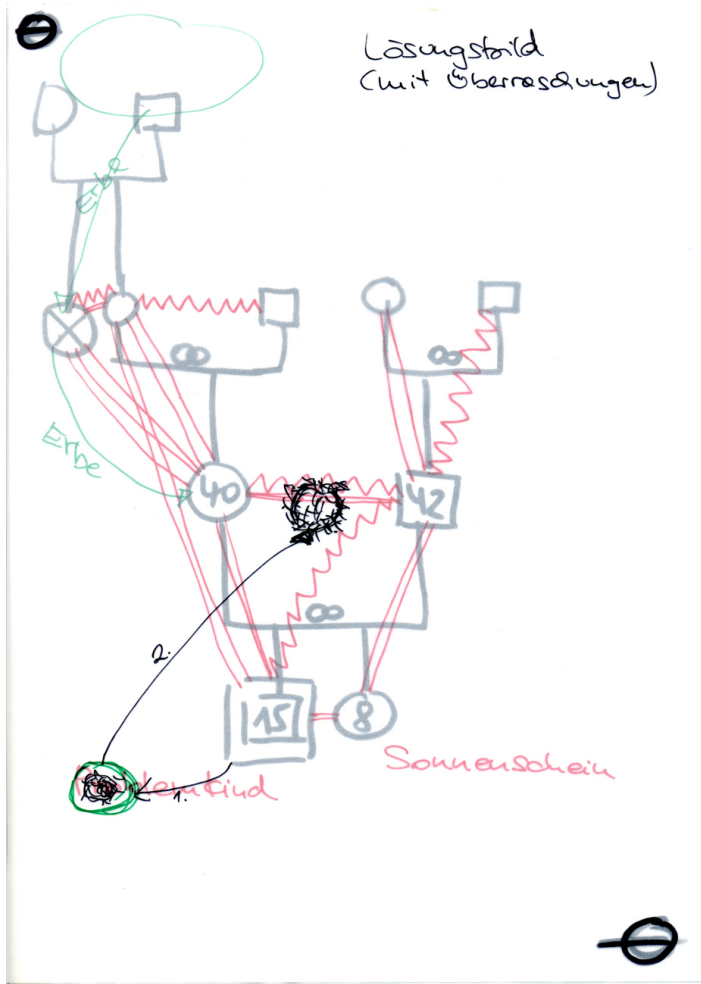 Lösungsbild
(mit Überraschungen)
Erbe
Erbe
40
42
2.
15
8
Sonnenschein
1.